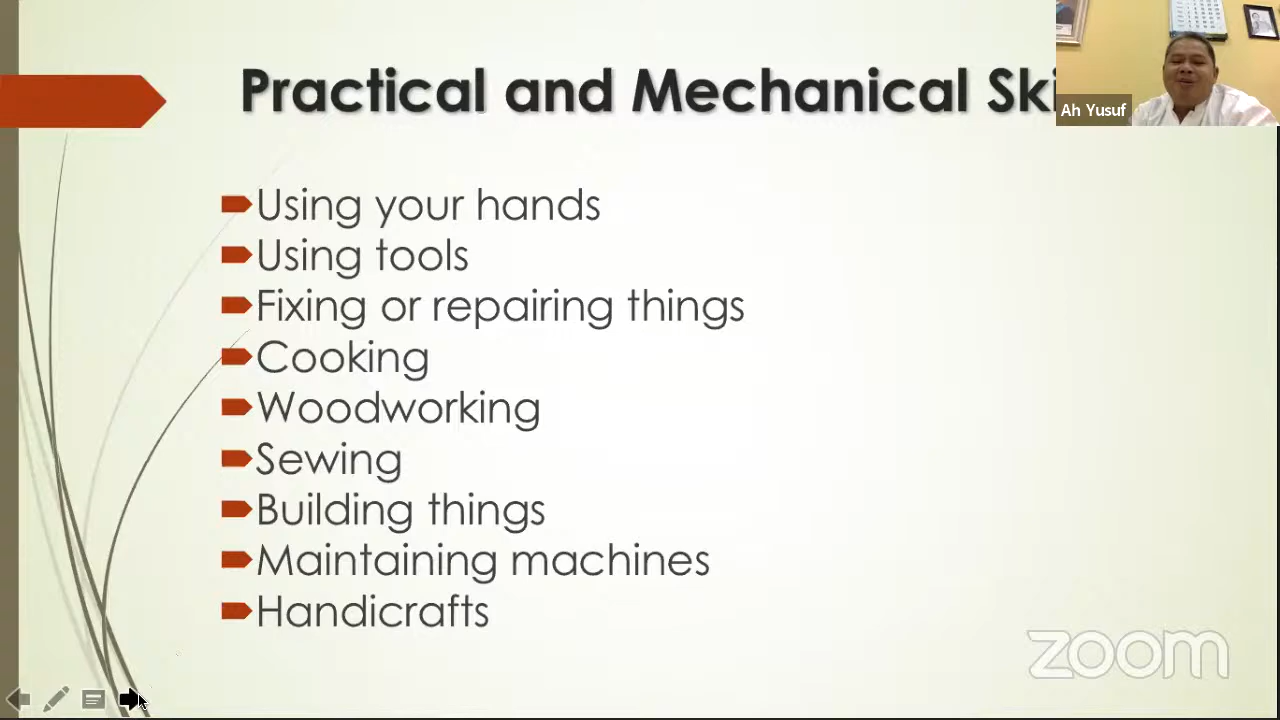 Practical and Mechanical Ski
Ah Yusuf
Using your hands
Using tools
Fixing or repairing things
Cooking
Woodworking
Sewing
Building things
Maintaining machines
Handicrafts
zoom